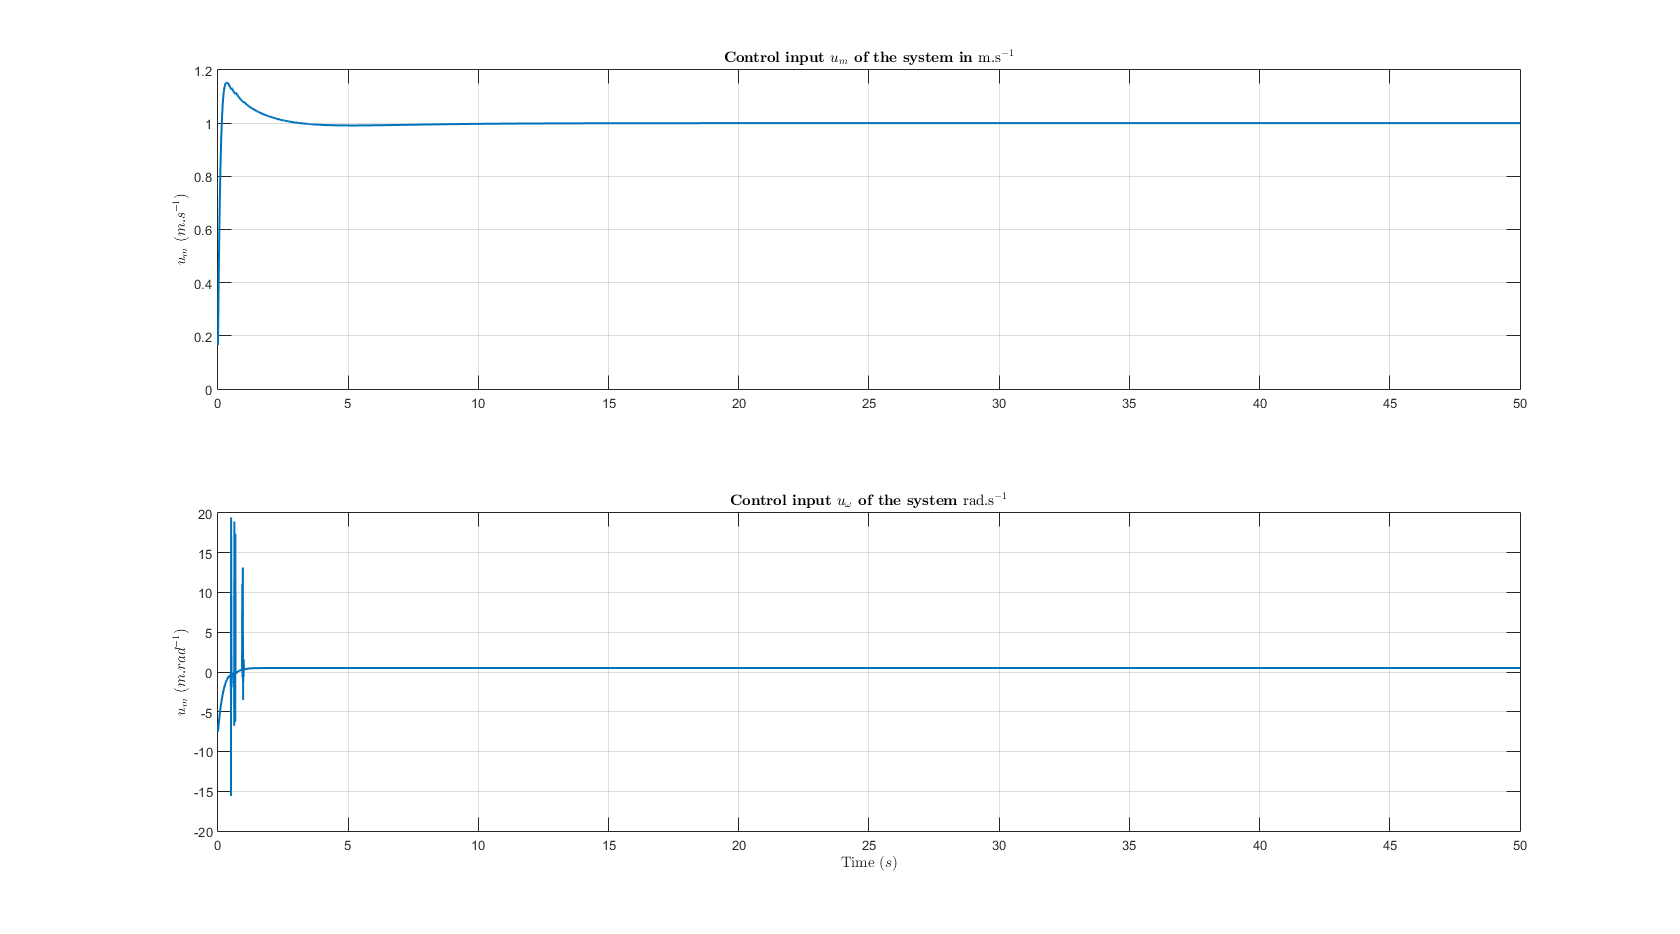 Control input u_m of the system in m.s⁻¹
1.2
1
0.8
0.6
0.4
0.2
0
u_m (m.s⁻¹)
0 5 10 15 20 25 30 35 40 45 50
Control input u_ω of the system rad.s⁻¹
20
15
10
5
0
-5
-10
-15
-20
u_m (m.rad⁻¹)
0 5 10 15 20 25 30 35 40 45 50
Time (s)